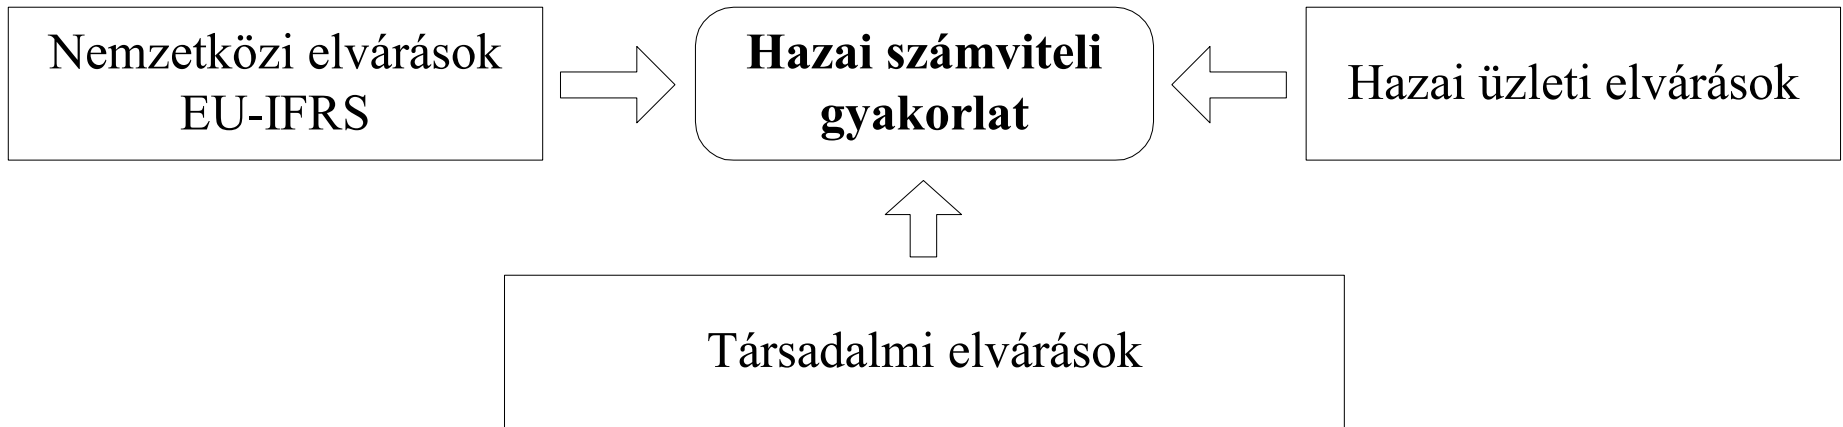 Nemzetközi elvárások
EU-IFRS
Hazai számviteli
gyakorlat
Hazai üzleti elvárások
Társadalmi elvárások